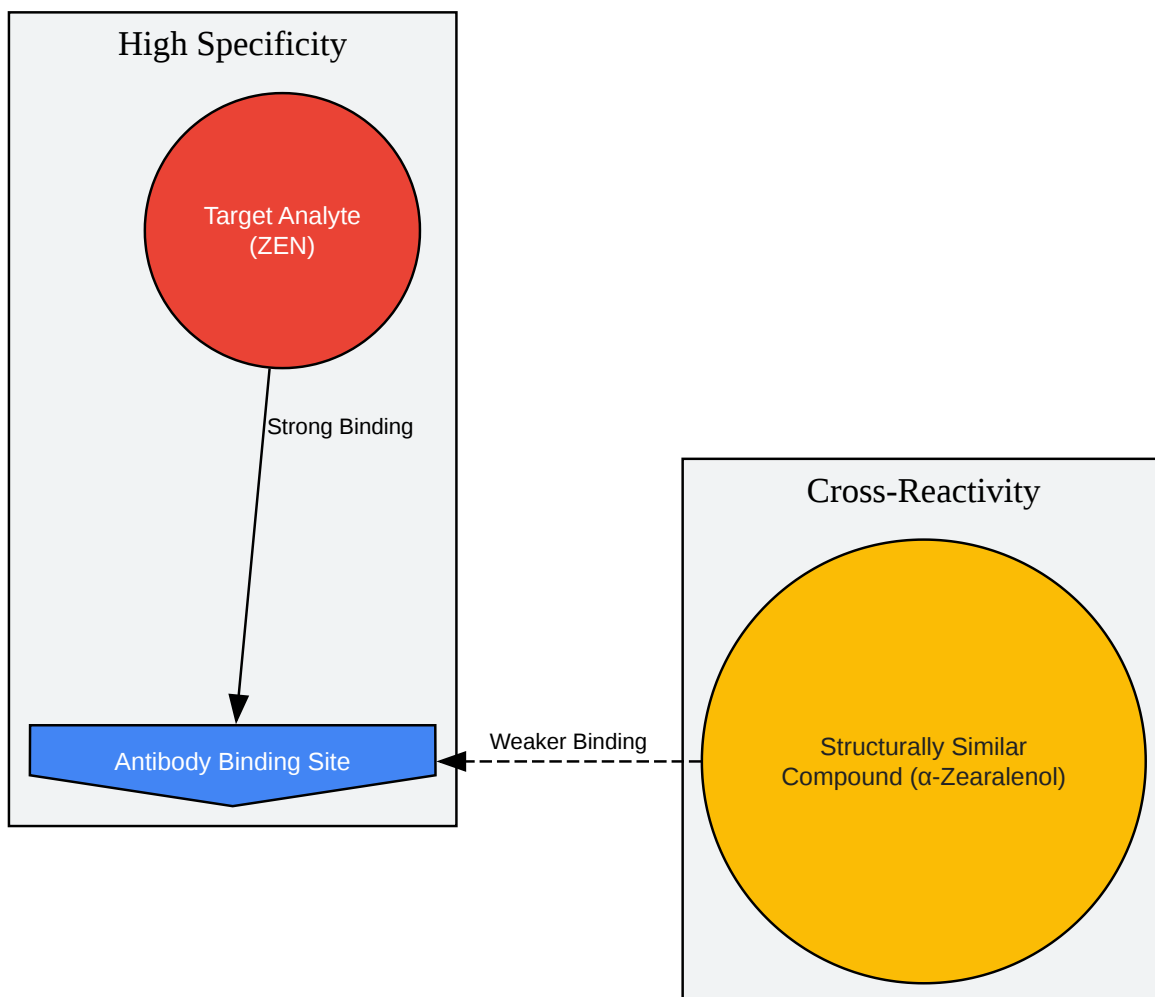 High Specificity
Target Analyte
(ZEN)
Strong Binding
Antibody Binding Site
Weaker Binding
Cross-Reactivity
Structurally Similar
Compound (α-Zearalenol)